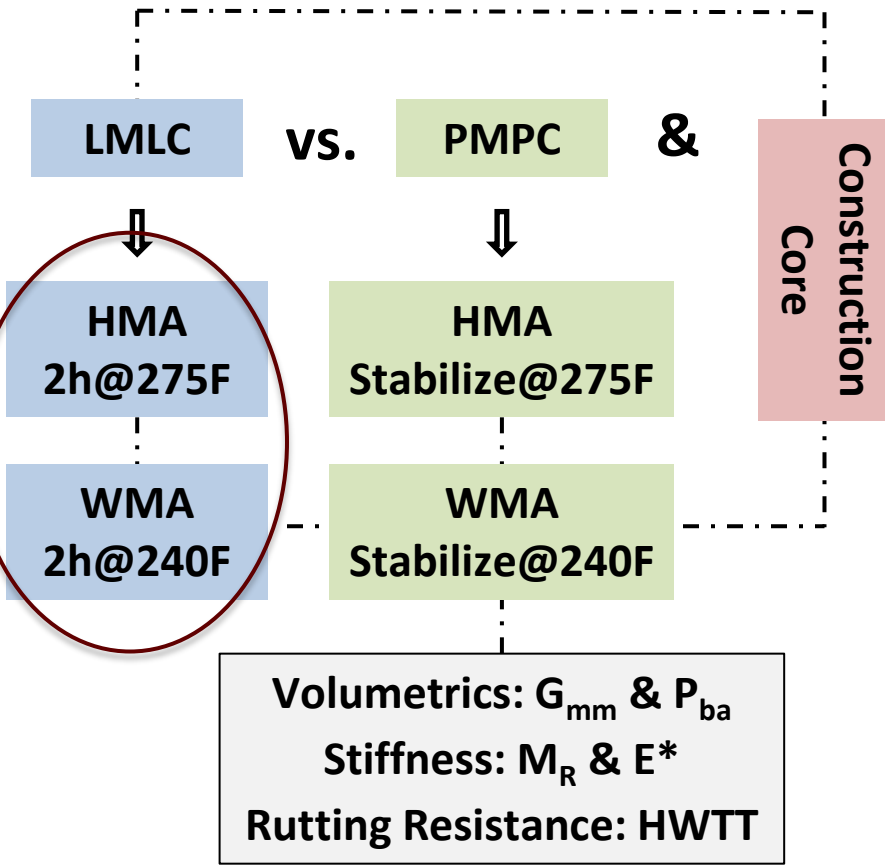 LMLC vs. PMPC &
Construction
Core
HMA
2h@275F
HMA
Stabilize@275F
WMA
2h@240F
WMA
Stabilize@240F
Volumetrics: Gmm & Pba
Stiffness: MR & E*
Rutting Resistance: HWTT